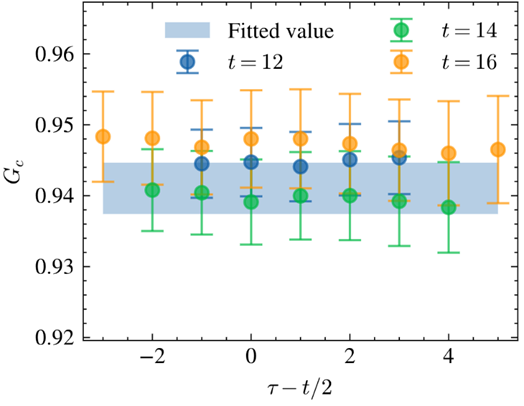 Fitted value
t = 12
t = 14
t = 16
0.96
0.95
0.94
0.93
0.92
G_c
−2
0
2
4
τ − t/2